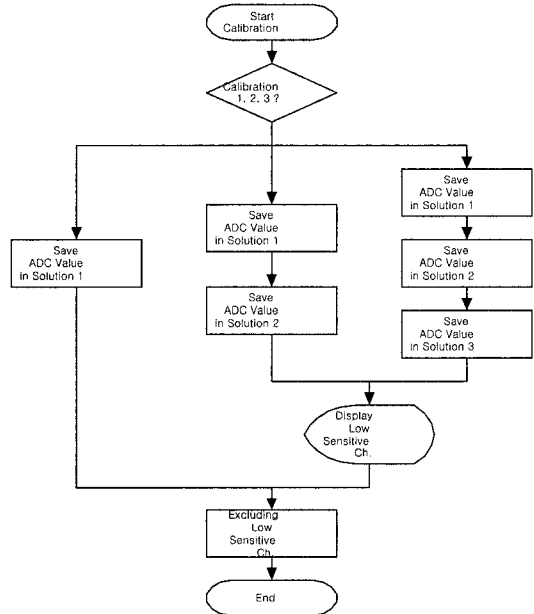 Start
Calibration
Calibration
1, 2, 3 ?
Save
ADC Value
in Solution 1
Save
ADC Value
in Solution 1
Save
ADC Value
in Solution 2
Save
ADC Value
in Solution 1
Save
ADC Value
in Solution 2
Save
ADC Value
in Solution 3
Display
Low
Sensitive
Ch.
Excluding
Low
Sensitive
Ch.
End